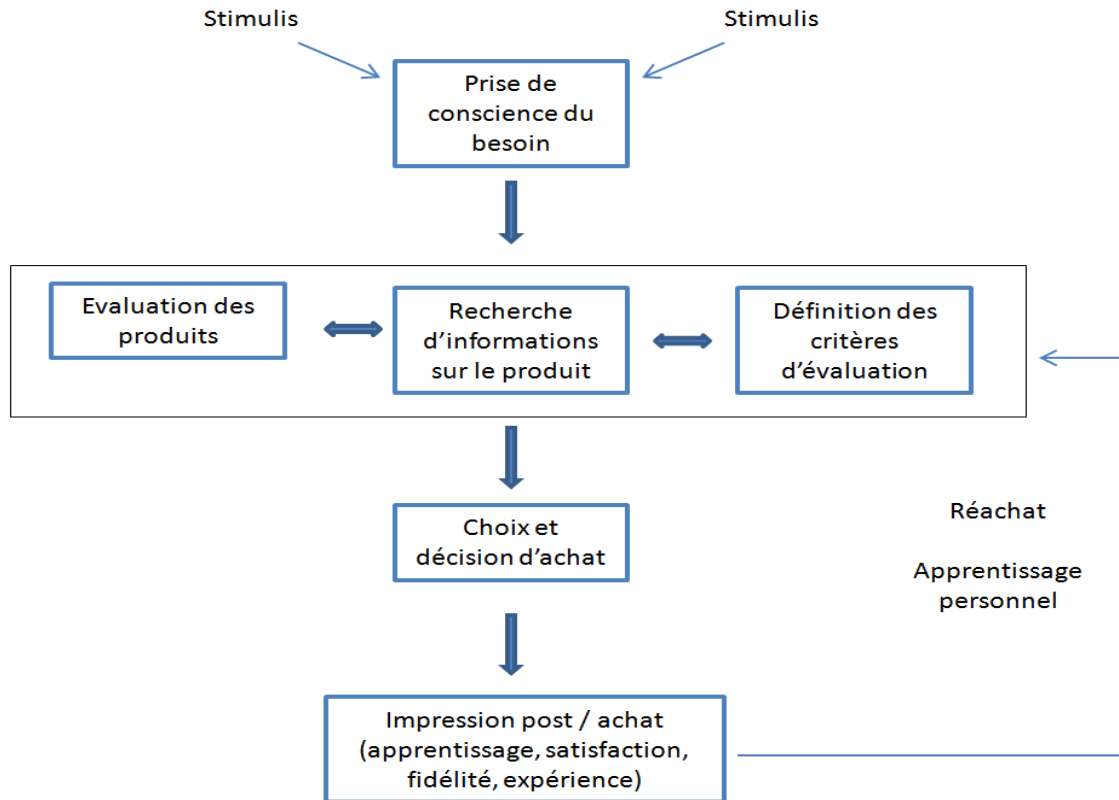 Stimulis
Stimulis
Prise de
conscience du
besoin
Evaluation des
produits
Recherche
d’informations
sur le produit
Définition des
critères
d’évaluation
Choix et
décision d’achat
Réachat
Apprentissage
personnel
Impression post / achat
(apprentissage, satisfaction,
fidélité, expérience)